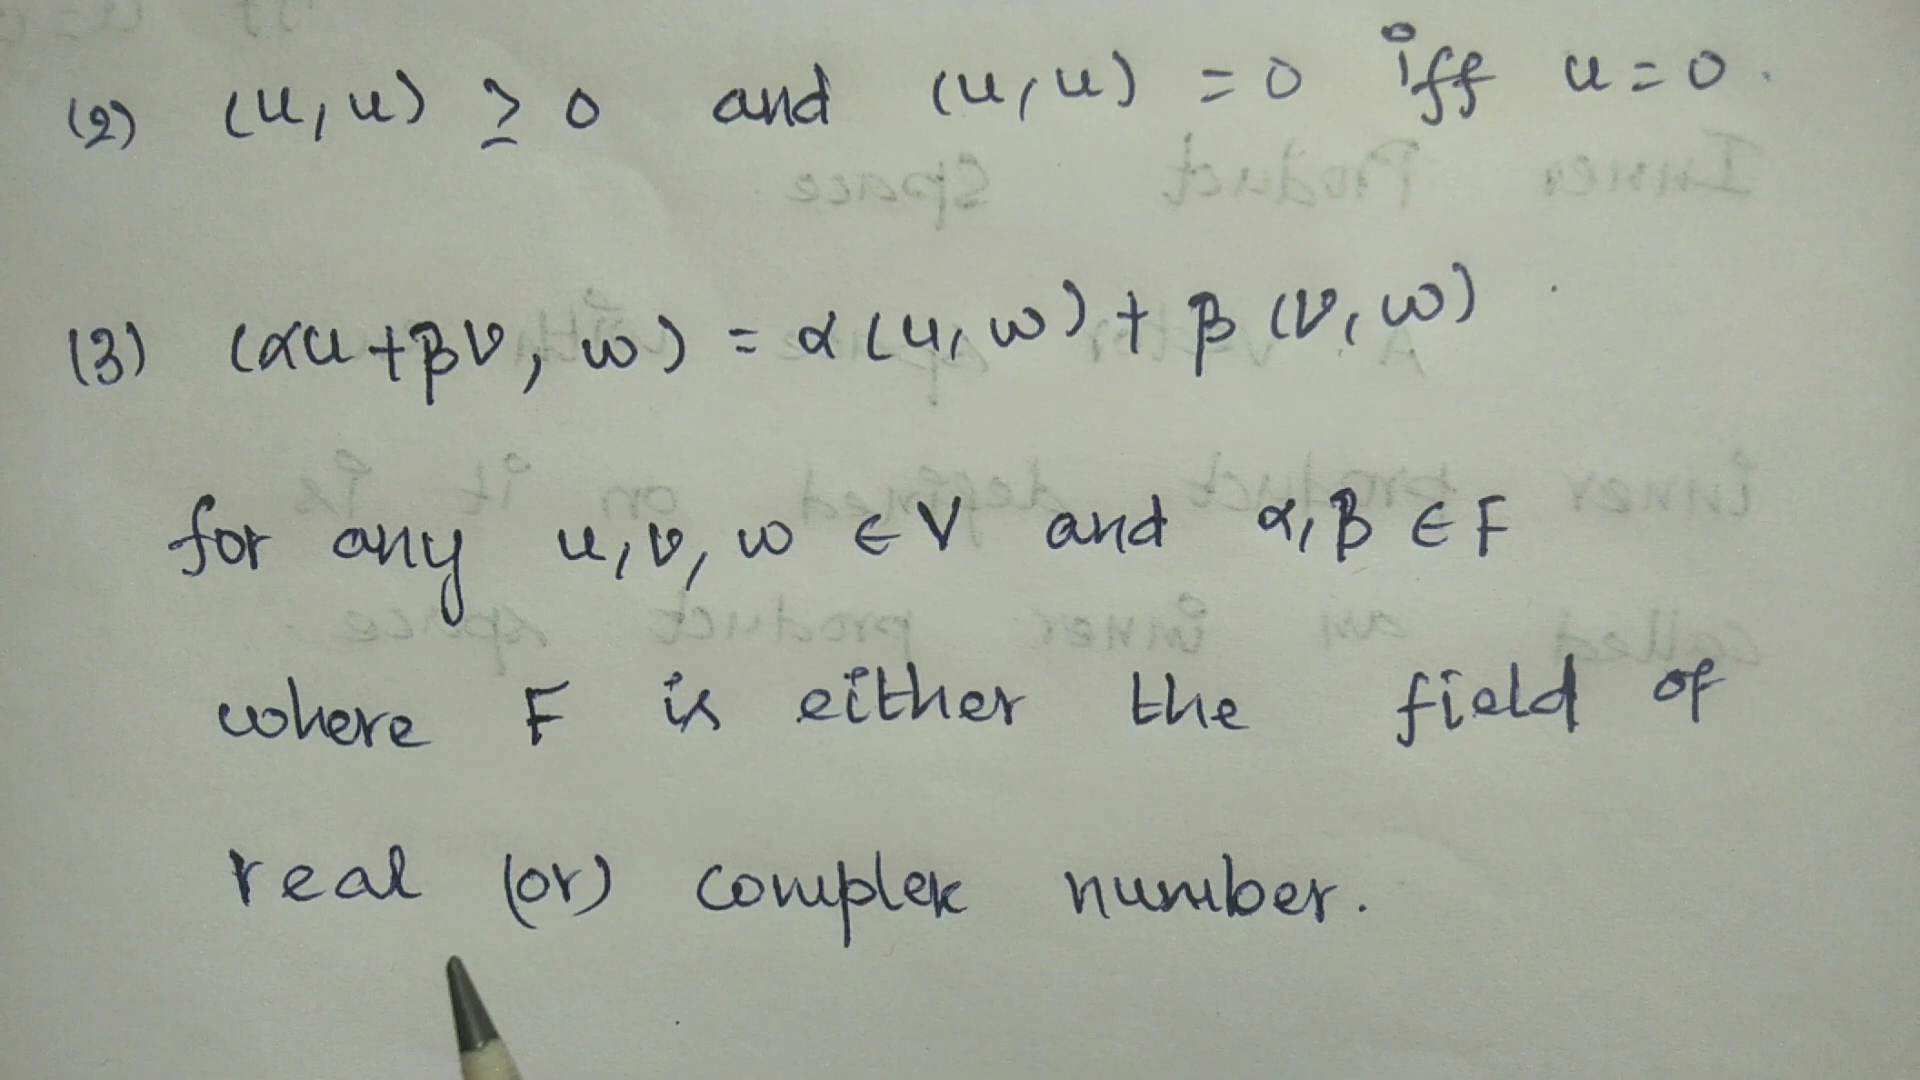 (2) (u, u) ≥ 0 and (u, u) = 0 iff u = 0.
(3) (αu + βv, w) = α(u, w) + β(v, w).
for any u, v, w ∈ V and α, β ∈ F
where F is either the field of
real (or) complex number.